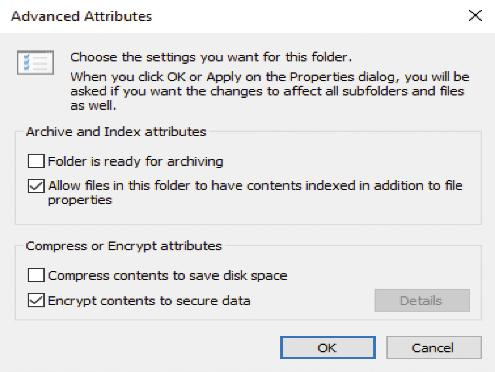 Advanced Attributes
Choose the settings you want for this folder.
When you click OK or Apply on the Properties dialog, you will be
asked if you want the changes to affect all subfolders and files
as well.
Archive and Index attributes
Folder is ready for archiving
Allow files in this folder to have contents indexed in addition to file
properties
Compress or Encrypt attributes
Compress contents to save disk space
Encrypt contents to secure data
Details
OK
Cancel